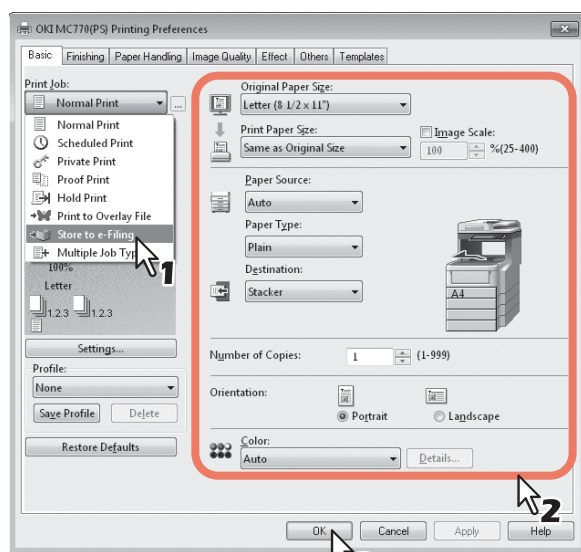 OKI MC770(PS) Printing Preferences
Basic Finishing Paper Handling Image Quality Effect Others Templates
Print Job:
Normal Print ...
Normal Print
Scheduled Print
Private Print
Proof Print
Hold Print
Print to Overlay File
Store to e-Filing
Multiple Job Typ
1
100%
Letter
1.2.3 1.2.3
Settings...
Profile:
None
Save Profile Delete
Restore Defaults
Original Paper Size:
Letter (8 1/2 x 11")
Print Paper Size:
Same as Original Size
Image Scale:
100 %(25-400)
Paper Source:
Auto
Paper Type:
Plain
Destination:
Stacker
A4
Number of Copies: 1 (1-999)
Orientation:
Portrait Landscape
Color:
Auto Details...
2
OK Cancel Apply Help